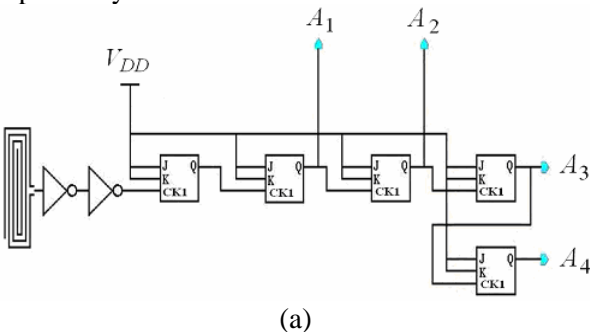 A1 A2
VDD
J Q J Q J Q J Q
K K K K
CK1 CK1 CK1 CK1
A3
J Q
K
CK1
A4
(a)